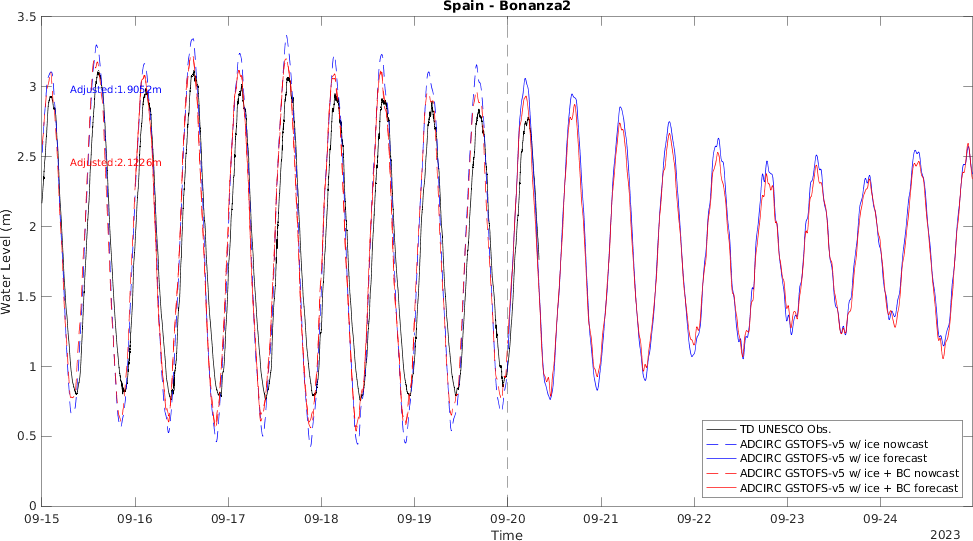 Spain - Bonanza2
3.5
3
2.5
2
1.5
1
0.5
0
Water Level (m)
Adjusted:1.9052m
Adjusted:2.1226m
TD UNESCO Obs.
ADCIRC GSTOFS-v5 w/ ice nowcast
ADCIRC GSTOFS-v5 w/ ice forecast
ADCIRC GSTOFS-v5 w/ ice + BC nowcast
ADCIRC GSTOFS-v5 w/ ice + BC forecast
09-15 09-16 09-17 09-18 09-19 09-20 09-21 09-22 09-23 09-24
Time
2023